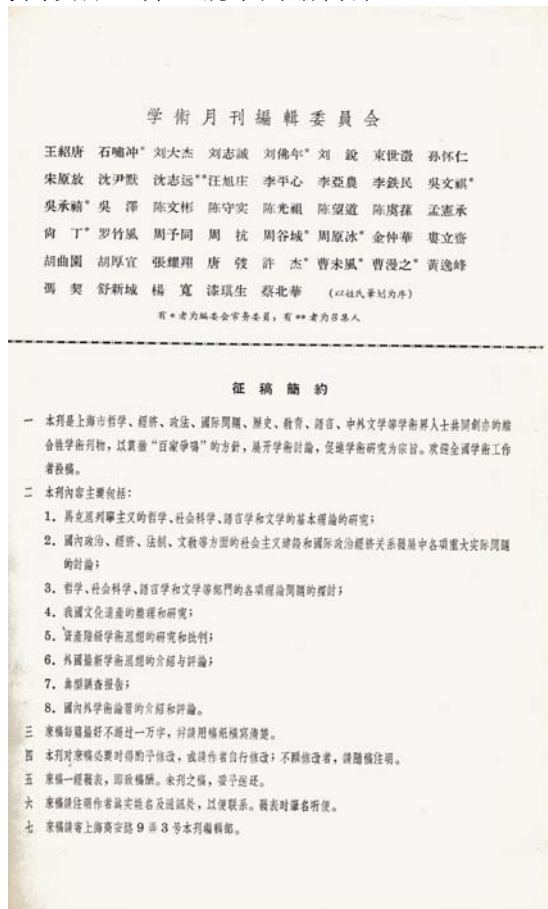 学術月刊編輯委員会
王紹唐 石嘯冲* 刘大杰 刘志誠 刘佛年* 刘銳 束世澂 孙怀仁
宋原放 沈尹默 沈志远**汪旭庄 李平心 李亞農 李鉄民 吳文祺*
吳承禧* 吳澤 陈文彬 陈守实 陈光祖 陈望道 陈虞蓀 孟憲承
尙丁* 罗竹風 周予同 周抗 周谷城* 周原冰* 金仲華 婁立齋
胡曲園 胡厚宣 張耀翔 唐弢 許杰* 曹未風* 曹漫之* 黃逸峰
馮契 舒新城 楊寬 漆琪生 蔡北華 (以姓氏筆划为序)
有*者为編委会常务委員,有**者为召集人
征稿簡約
一 本刊是上海市哲学、經济、政法、國际問題、歷史、敎育、語言、中外文学等学術界人士共同創办的綜
合性学術刊物,以貫徹“百家爭鳴”的方針,展开学術討論,促進学術研究为宗旨。欢迎全國学術工作
者投稿。
二 本刊內容主要包括:
1. 馬克思列寧主义的哲学、社会科学、語言学和文学的基本理論的研究;
2. 國內政治、經济、法制、文敎等方面的社会主义建設和國际政治經济关系發展中各項重大实际問題
的討論;
3. 哲学、社会科学、語言学和文学等部門的各項理論問題的探討;
4. 我國文化遺產的整理和研究;
5. 資產階級学術思想的研究和批判;
6. 外國最新学術思想的介紹与評論;
7. 典型調查报告;
8. 國內外学術論著的介紹和評論。
三 來稿每篇最好不超过一万字,幷請用稿紙橫寫清楚。
四 本刊对來稿必要时得酌予修改,或請作者自行修改;不願修改者,請隨稿注明。
五 來稿一經發表,卽致稿酬。未刊之稿,妥予送还。
六 來稿請注明作者眞实姓名及通訊处,以便联系。發表时筆名听便。
七 來稿請寄上海高安路9弄3号本刊編輯部。